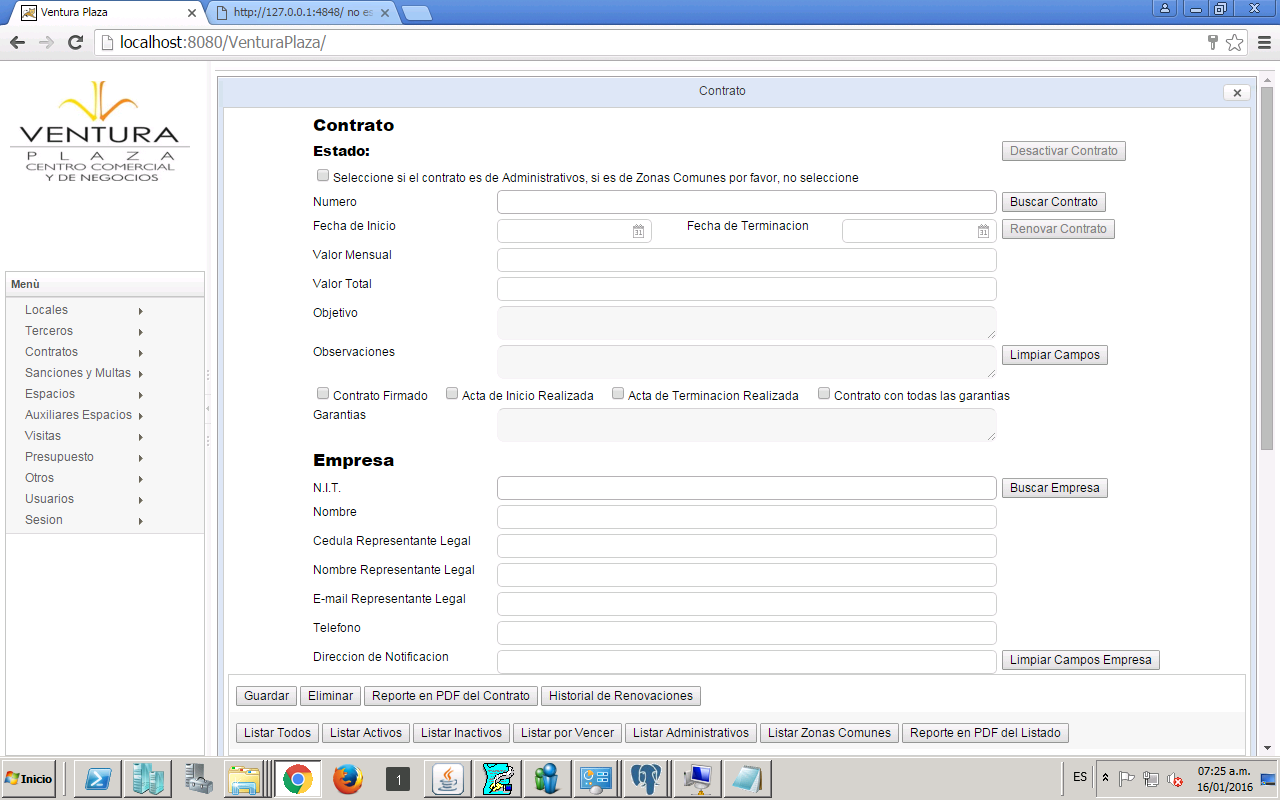 Ventura Plaza
http://127.0.0.1:4848/ no es
localhost:8080/VenturaPlaza/
VENTURA
PLAZA
CENTRO COMERCIAL
Y DE NEGOCIOS
Menù
Locales
Terceros
Contratos
Sanciones y Multas
Espacios
Auxiliares Espacios
Visitas
Presupuesto
Otros
Usuarios
Sesion
Contrato
Contrato
Estado: Desactivar Contrato
Seleccione si el contrato es de Administrativos, si es de Zonas Comunes por favor, no seleccione
Numero Buscar Contrato
Fecha de Inicio 31 Fecha de Terminacion 31 Renovar Contrato
Valor Mensual
Valor Total
Objetivo
Observaciones Limpiar Campos
Contrato Firmado Acta de Inicio Realizada Acta de Terminacion Realizada Contrato con todas las garantias
Garantias
Empresa
N.I.T. Buscar Empresa
Nombre
Cedula Representante Legal
Nombre Representante Legal
E-mail Representante Legal
Telefono
Direccion de Notificacion Limpiar Campos Empresa
Guardar Eliminar Reporte en PDF del Contrato Historial de Renovaciones
Listar Todos Listar Activos Listar Inactivos Listar por Vencer Listar Administrativos Listar Zonas Comunes Reporte en PDF del Listado
Inicio 1 ES 07:25 a.m.
16/01/2016